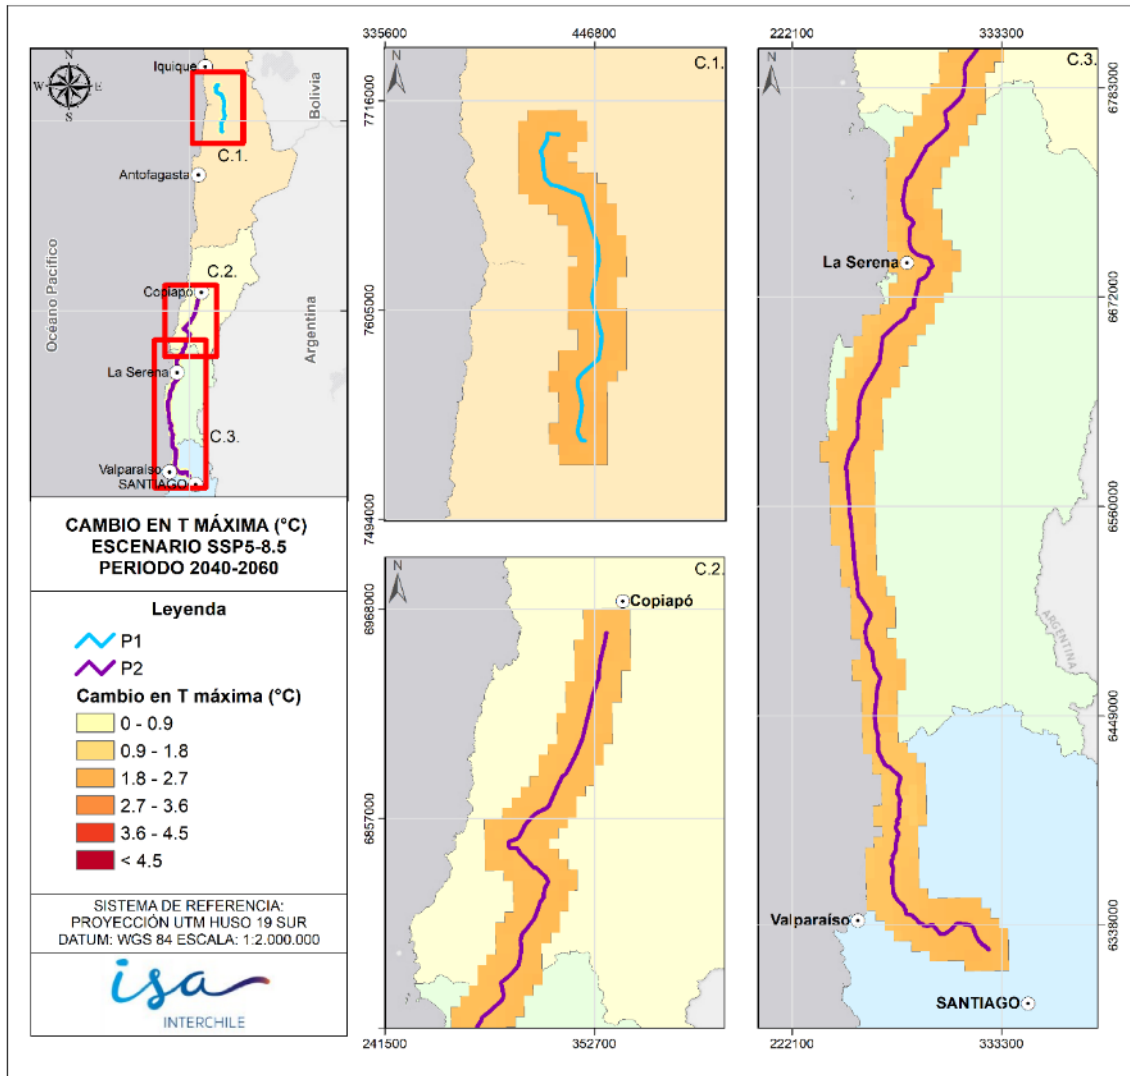 N
W
E
S
Iquique
Bolivia
C.1.
Antofagasta
Océano Pacífico
C.2.
Copiapó
Argentina
La Serena
C.3.
Valparaíso
SANTIAGO
CAMBIO EN T MÁXIMA (°C)
ESCENARIO SSP5-8.5
PERIODO 2040-2060
Leyenda
P1
P2
Cambio en T máxima (°C)
0 - 0.9
0.9 - 1.8
1.8 - 2.7
2.7 - 3.6
3.6 - 4.5
< 4.5
SISTEMA DE REFERENCIA:
PROYECCIÓN UTM HUSO 19 SUR
DATUM: WGS 84 ESCALA: 1:2.000.000
isa
INTERCHILE
335600
446800
N
C.1.
7716000
7605000
7494000
N
C.2.
Copiapó
6968000
6857000
241500
352700
222100
333300
N
C.3.
6783000
La Serena
6672000
6560000
ARGENTINA
6449000
Valparaíso
6338000
SANTIAGO
222100
333300